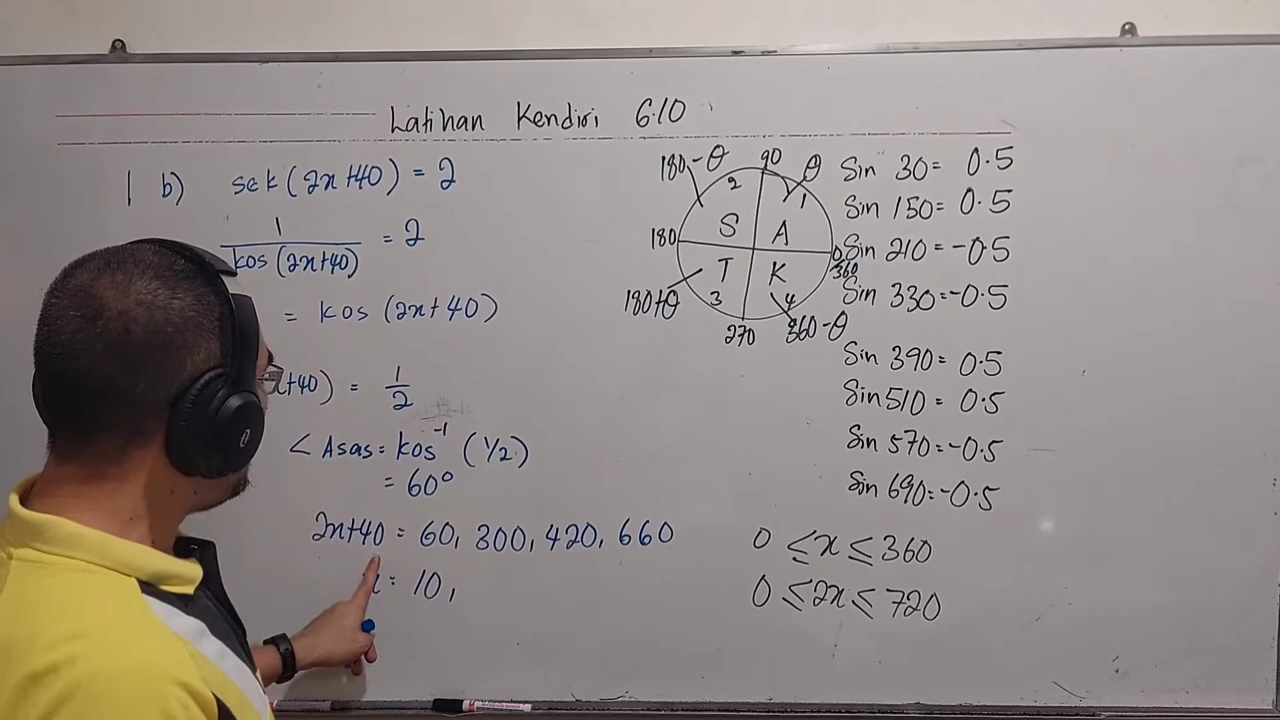 Latihan Kendiri 6.10
1 b) sek (2x+40) = 2
1
kos (2x+40) = 2
= kos (2x+40)
x+40) = 1/2
∠ Asas = kos⁻¹ (1/2)
= 60°
2x+40 = 60, 300, 420, 660
x = 10,
180-θ 90 θ
2 1
S A
180 0
360
T K
3 4
180+θ 270 360-θ
Sin 30 = 0.5
Sin 150 = 0.5
Sin 210 = -0.5
Sin 330 = -0.5
Sin 390 = 0.5
Sin 510 = 0.5
Sin 570 = -0.5
Sin 690 = -0.5
0 ≤ x ≤ 360
0 ≤ 2x ≤ 720